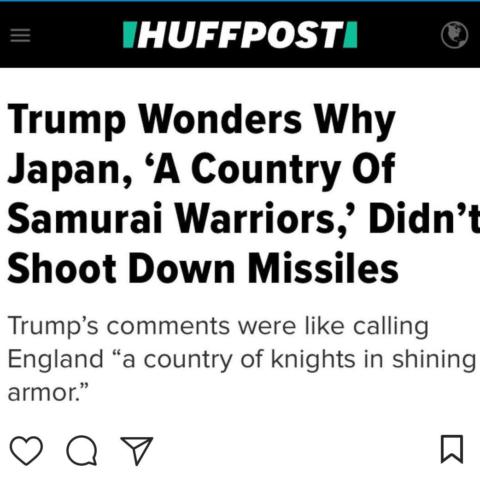 HUFFPOST
Trump Wonders Why
Japan, ‘A Country Of
Samurai Warriors,’ Didn’t
Shoot Down Missiles
Trump’s comments were like calling
England “a country of knights in shining
armor.”